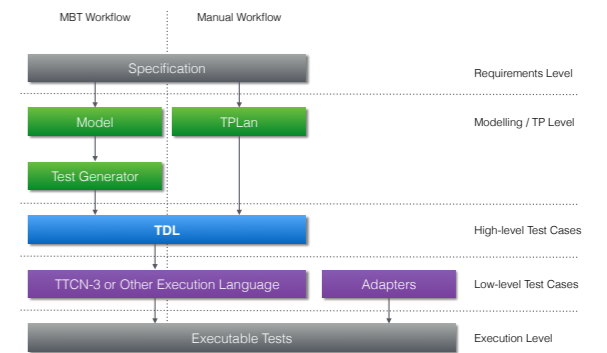 MBT Workflow
Manual Workflow
Specification
Requirements Level
Model
TPLan
Modelling / TP Level
Test Generator
TDL
High-level Test Cases
TTCN-3 or Other Execution Language
Adapters
Low-level Test Cases
Executable Tests
Execution Level